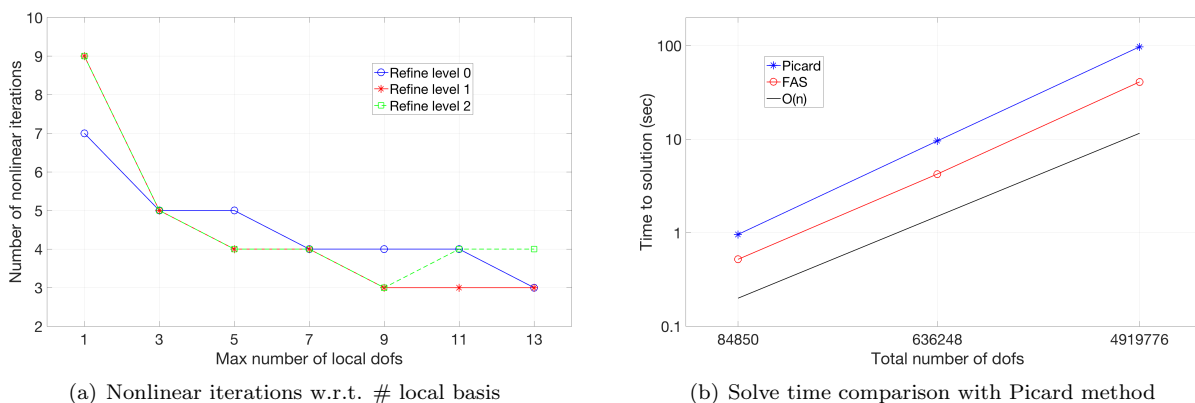 10
9
8
7
6
5
4
3
2
Number of nonlinear iterations
Refine level 0
Refine level 1
Refine level 2
1 3 5 7 9 11 13
Max number of local dofs
(a) Nonlinear iterations w.r.t. # local basis
100
10
1
0.1
Time to solution (sec)
Picard
FAS
O(n)
84850 636248 4919776
Total number of dofs
(b) Solve time comparison with Picard method